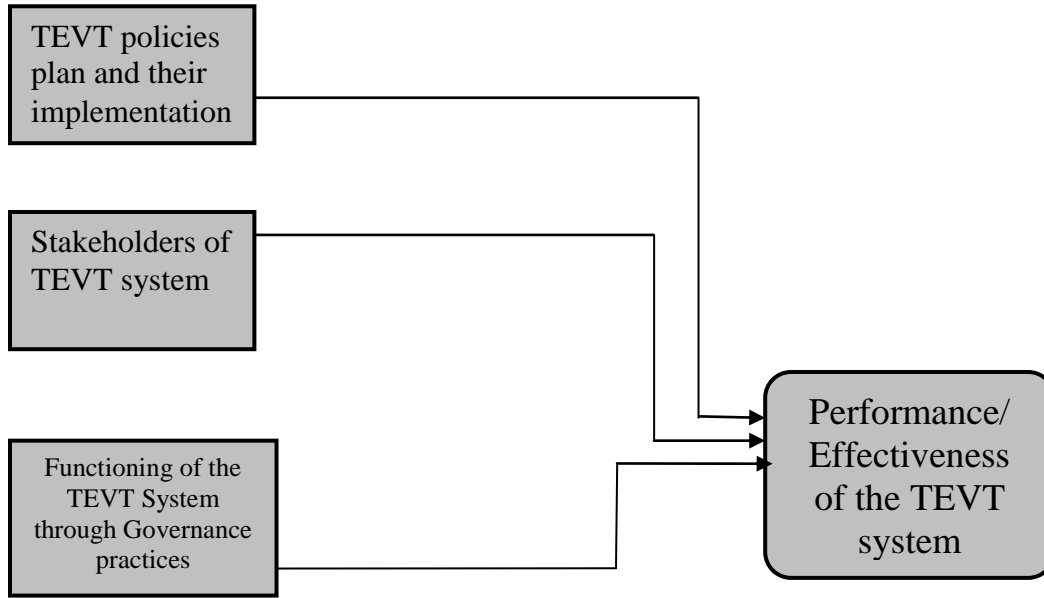 TEVT policies
plan and their
implementation
Stakeholders of
TEVT system
Functioning of the
TEVT System
through Governance
practices
Performance/
Effectiveness
of the TEVT
system